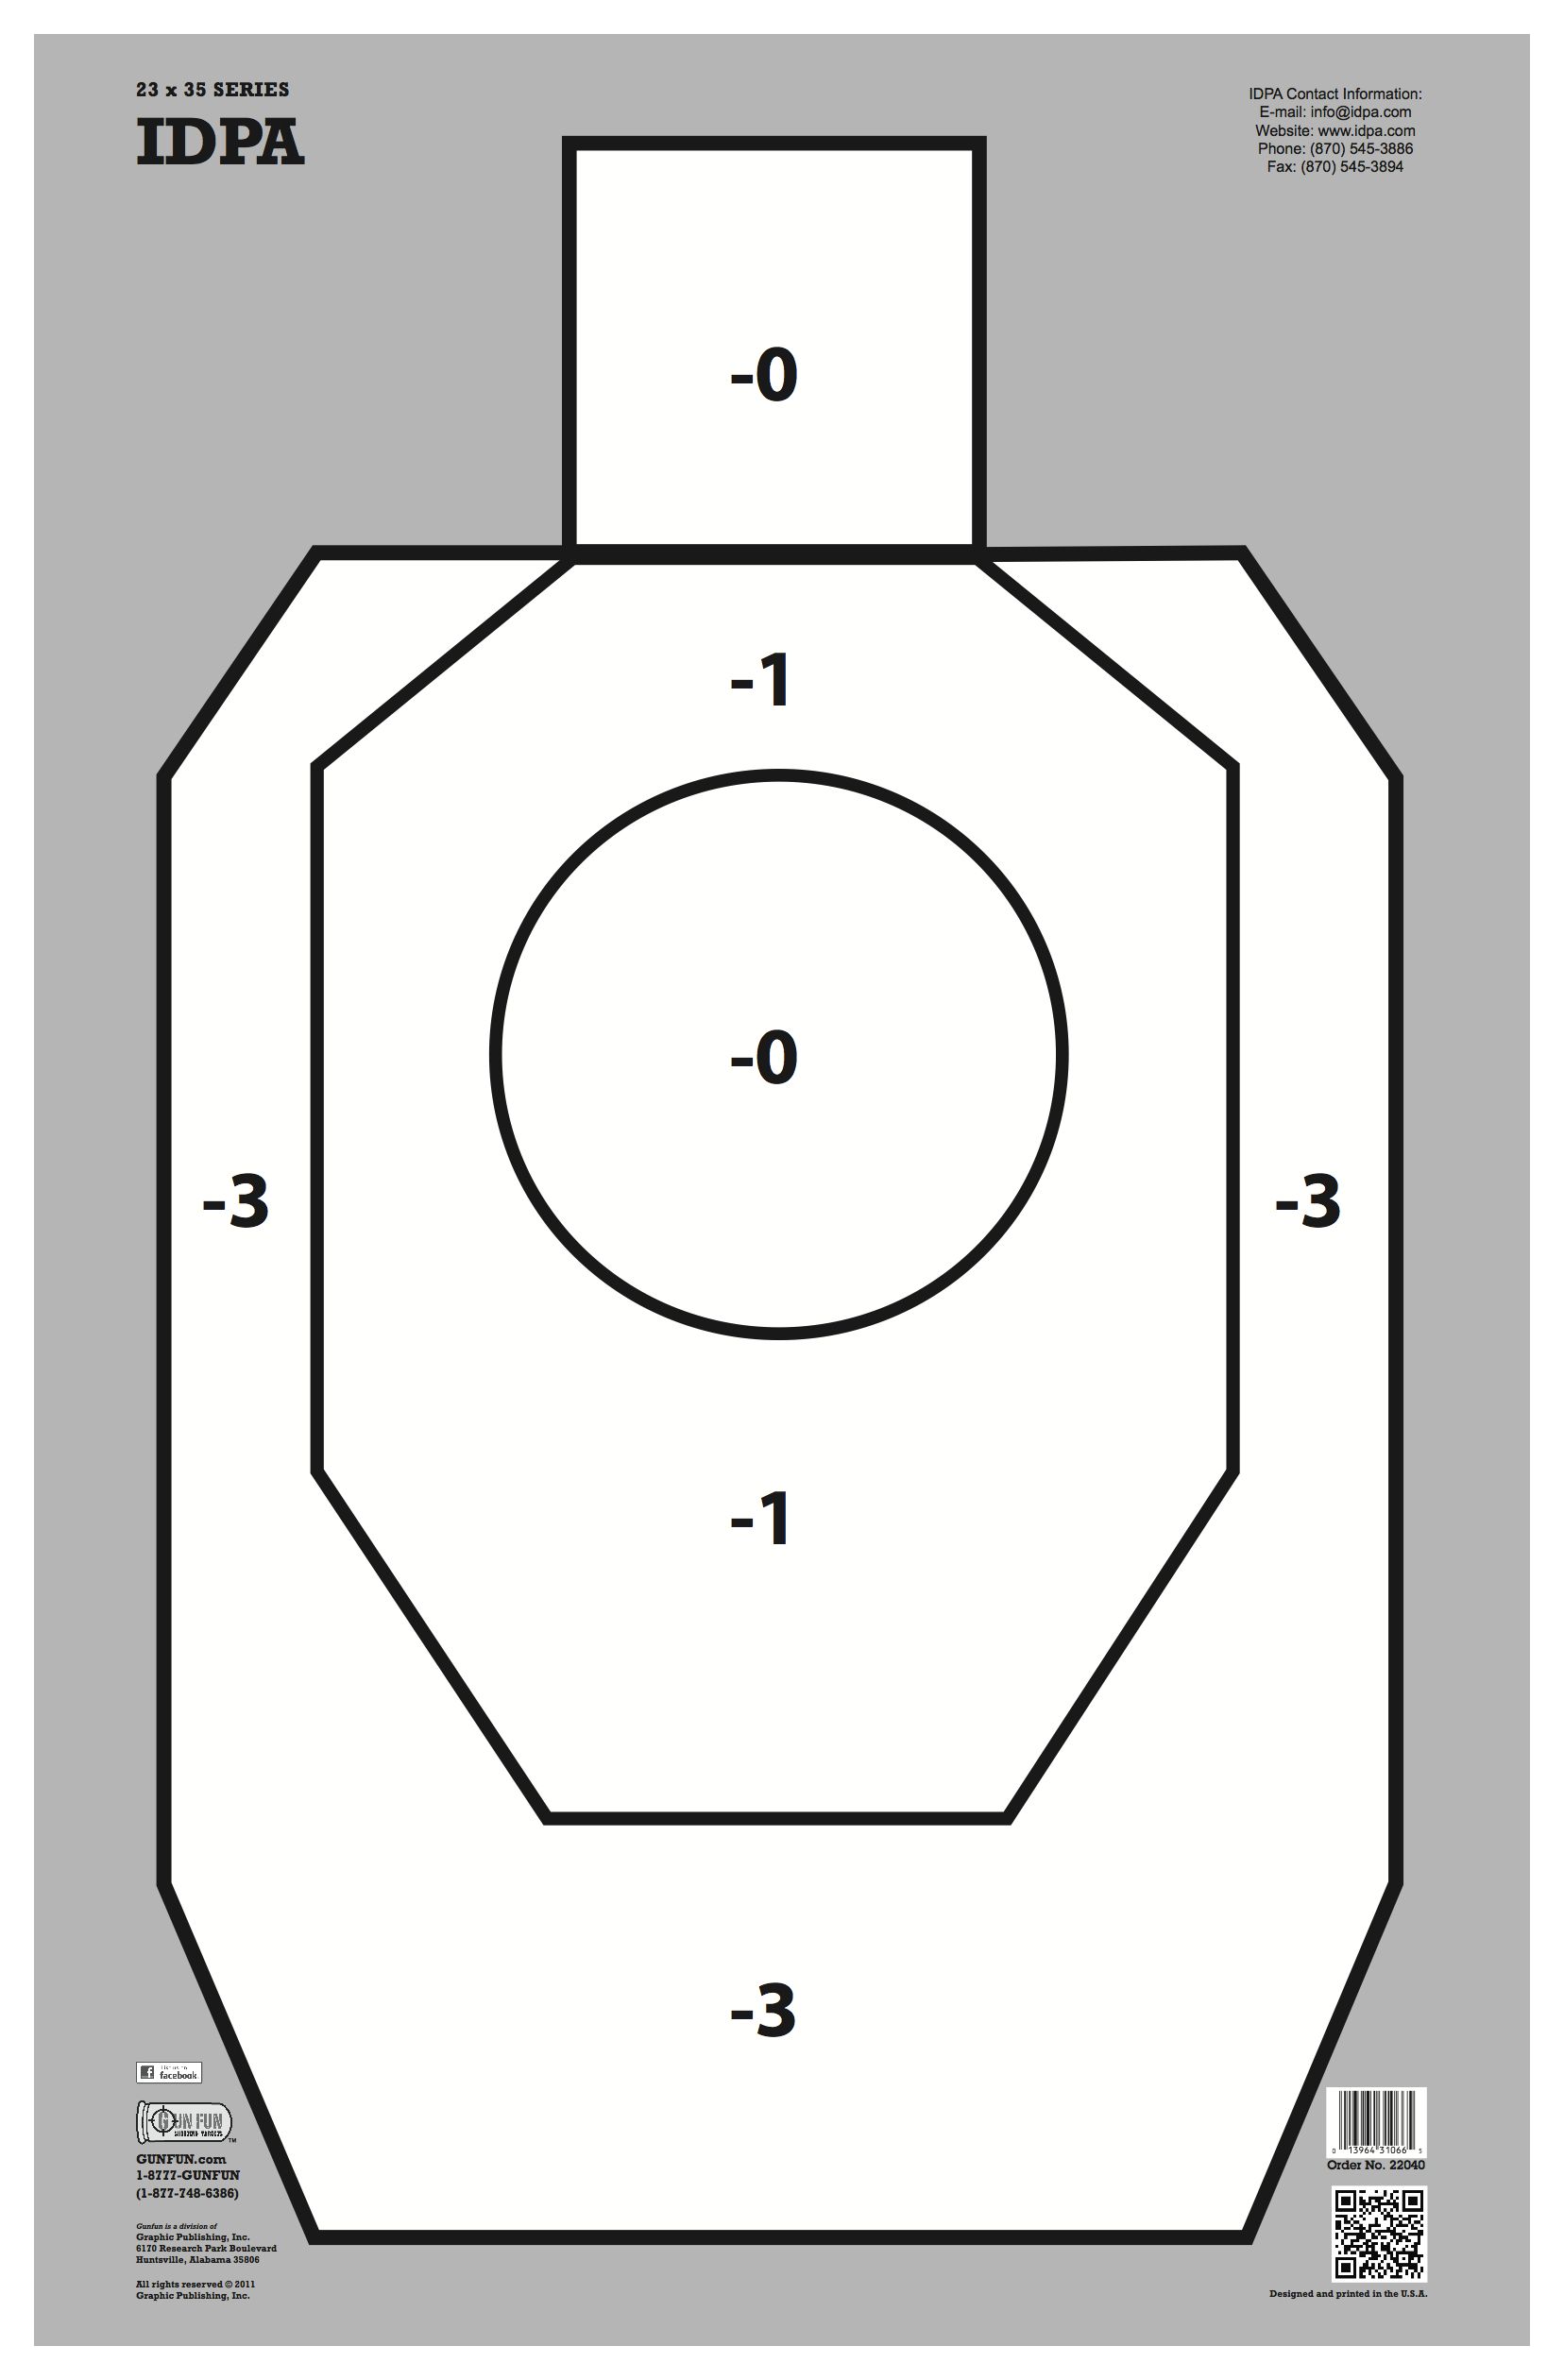 23 x 35 SERIES
IDPA
IDPA Contact Information:
E-mail: info@idpa.com
Website: www.idpa.com
Phone: (870) 545-3886
Fax: (870) 545-3894
-0
-1
-0
-3
-3
-1
-3
facebook
GUN FUN
SHOOTING TARGETS
TM
GUNFUN.com
1-8777-GUNFUN
(1-877-748-6386)
Gunfun is a division of
Graphic Publishing, Inc.
6170 Research Park Boulevard
Huntsville, Alabama 35806
All rights reserved © 2011
Graphic Publishing, Inc.
0 13964 31066 5
Order No. 22040
Designed and printed in the U.S.A.